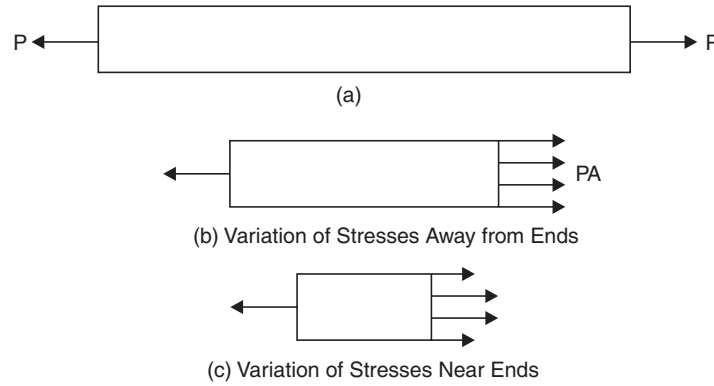 P P
(a)
PA
(b) Variation of Stresses Away from Ends
(c) Variation of Stresses Near Ends